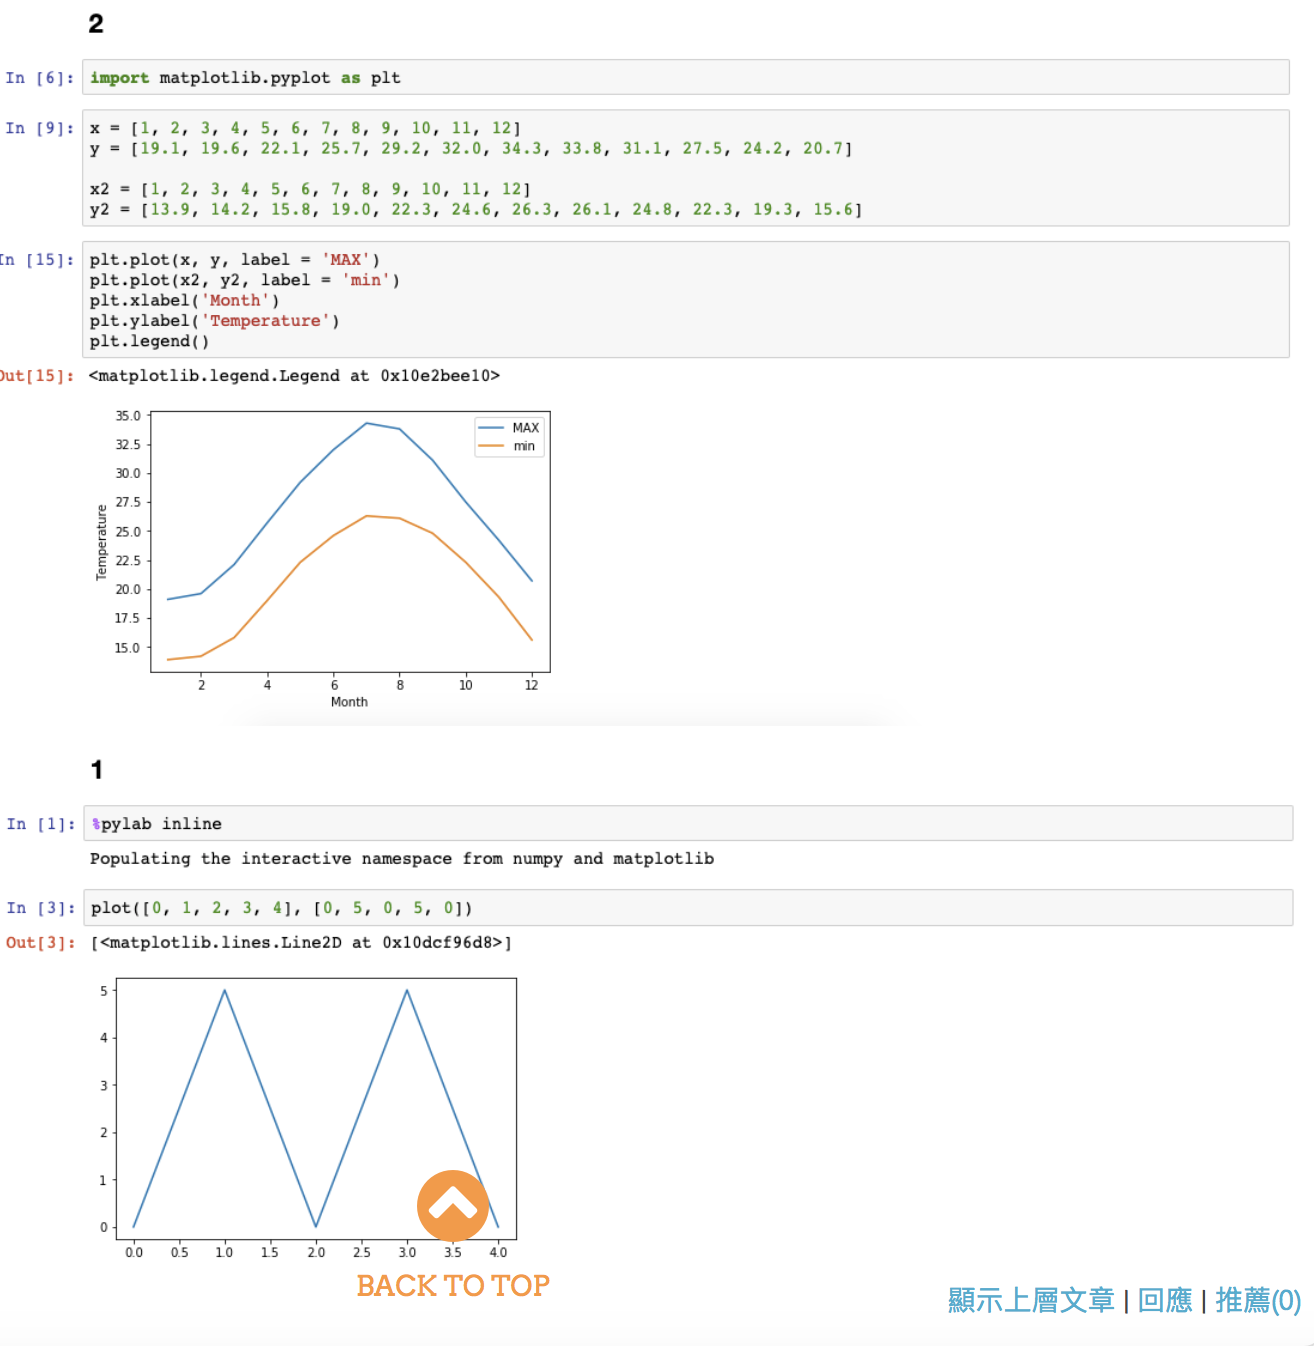 2
In [6]: import matplotlib.pyplot as plt
In [9]: x = [1, 2, 3, 4, 5, 6, 7, 8, 9, 10, 11, 12]
y = [19.1, 19.6, 22.1, 25.7, 29.2, 32.0, 34.3, 33.8, 31.1, 27.5, 24.2, 20.7]
x2 = [1, 2, 3, 4, 5, 6, 7, 8, 9, 10, 11, 12]
y2 = [13.9, 14.2, 15.8, 19.0, 22.3, 24.6, 26.3, 26.1, 24.8, 22.3, 19.3, 15.6]
In [15]: plt.plot(x, y, label = 'MAX')
plt.plot(x2, y2, label = 'min')
plt.xlabel('Month')
plt.ylabel('Temperature')
plt.legend()
Out[15]: <matplotlib.legend.Legend at 0x10e2bee10>
35.0
32.5
30.0
27.5
25.0
22.5
20.0
17.5
15.0
Temperature
MAX
min
2 4 6 8 10 12
Month
1
In [1]: %pylab inline
Populating the interactive namespace from numpy and matplotlib
In [3]: plot([0, 1, 2, 3, 4], [0, 5, 0, 5, 0])
Out[3]: [<matplotlib.lines.Line2D at 0x10dcf96d8>]
5
4
3
2
1
0
0.0 0.5 1.0 1.5 2.0 2.5 3.0 3.5 4.0
BACK TO TOP
顯示上層文章 | 回應 | 推薦(0)